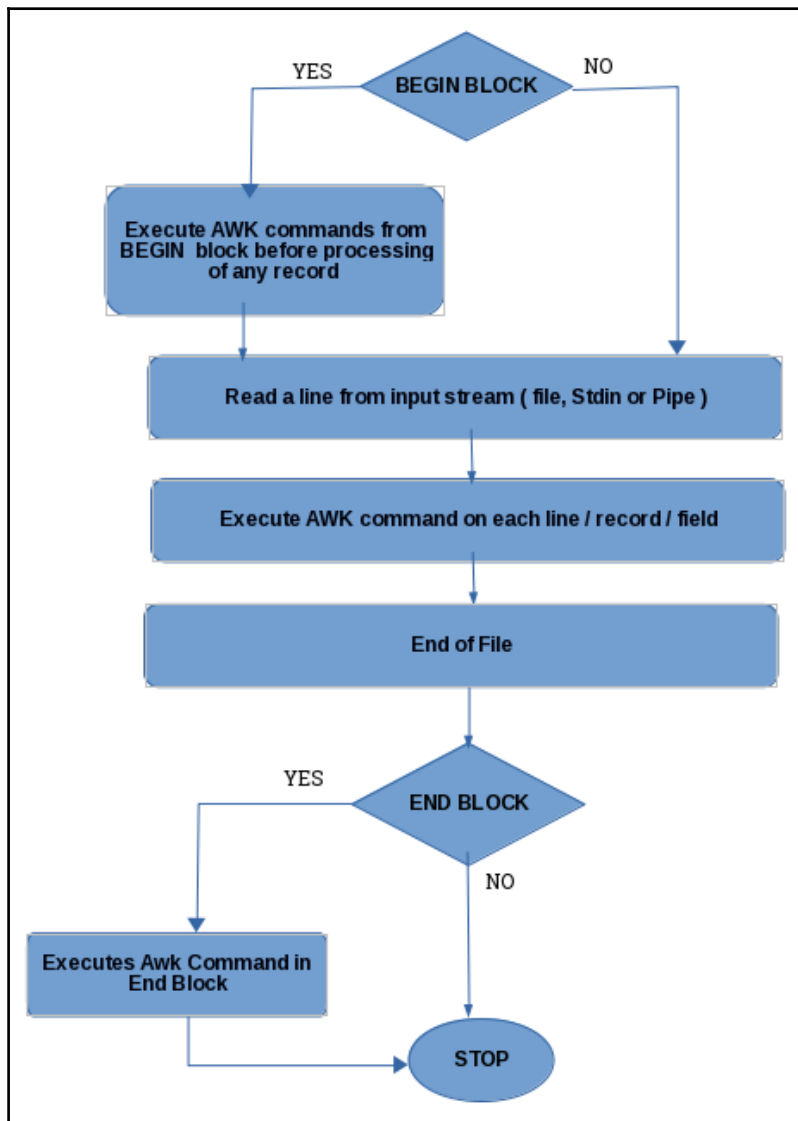 BEGIN BLOCK
YES
NO
Execute AWK commands from
BEGIN block before processing
of any record
Read a line from input stream ( file, Stdin or Pipe )
Execute AWK command on each line / record / field
End of File
END BLOCK
YES
NO
Executes Awk Command in
End Block
STOP